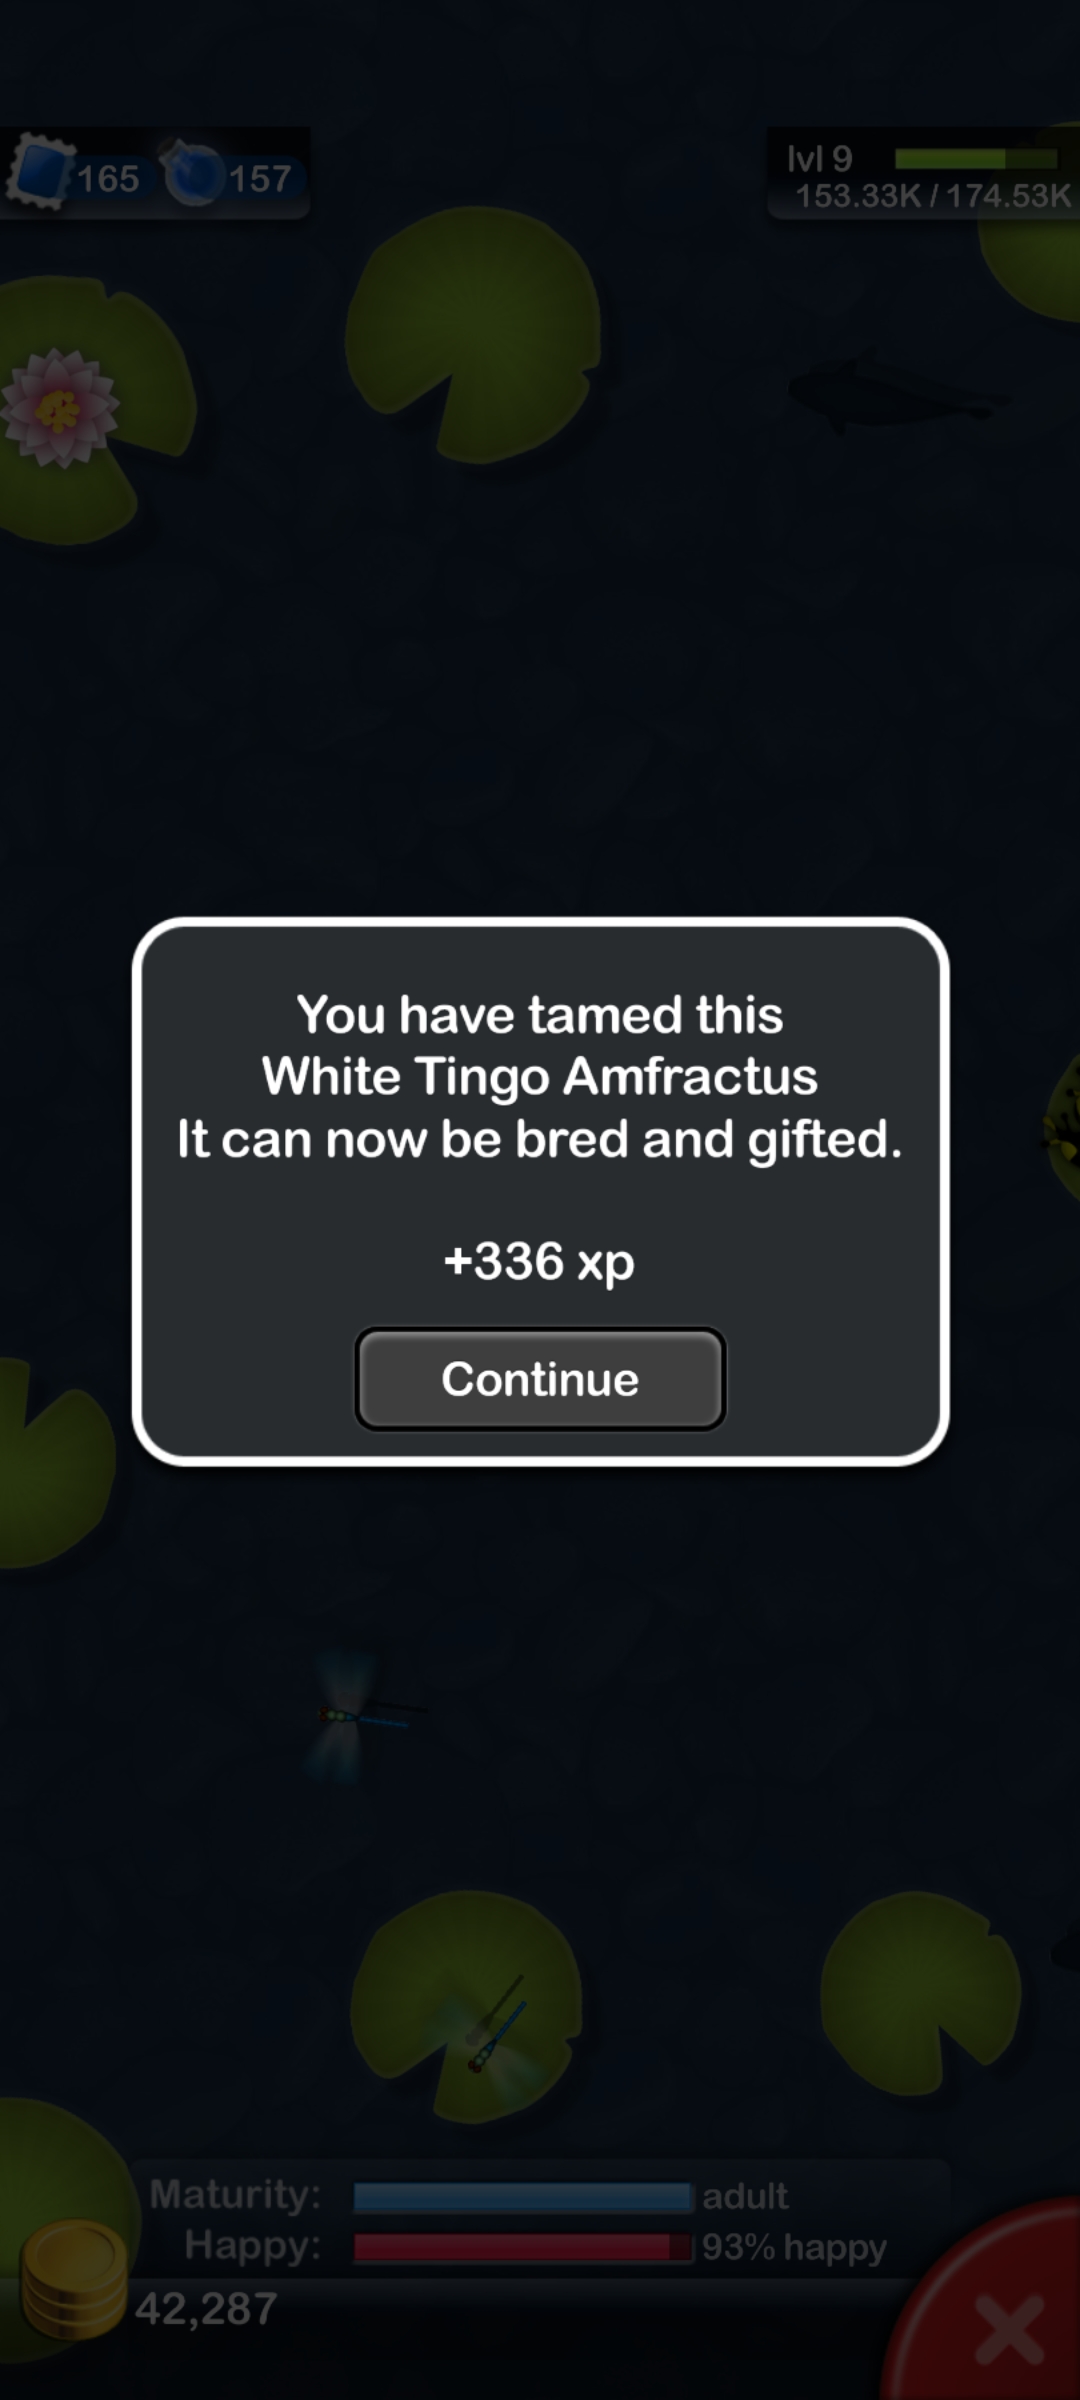 165 157
lvl 9
153.33K / 174.53K
You have tamed this
White Tingo Amfractus
It can now be bred and gifted.
+336 xp
Continue
Maturity: adult
Happy: 93% happy
42,287